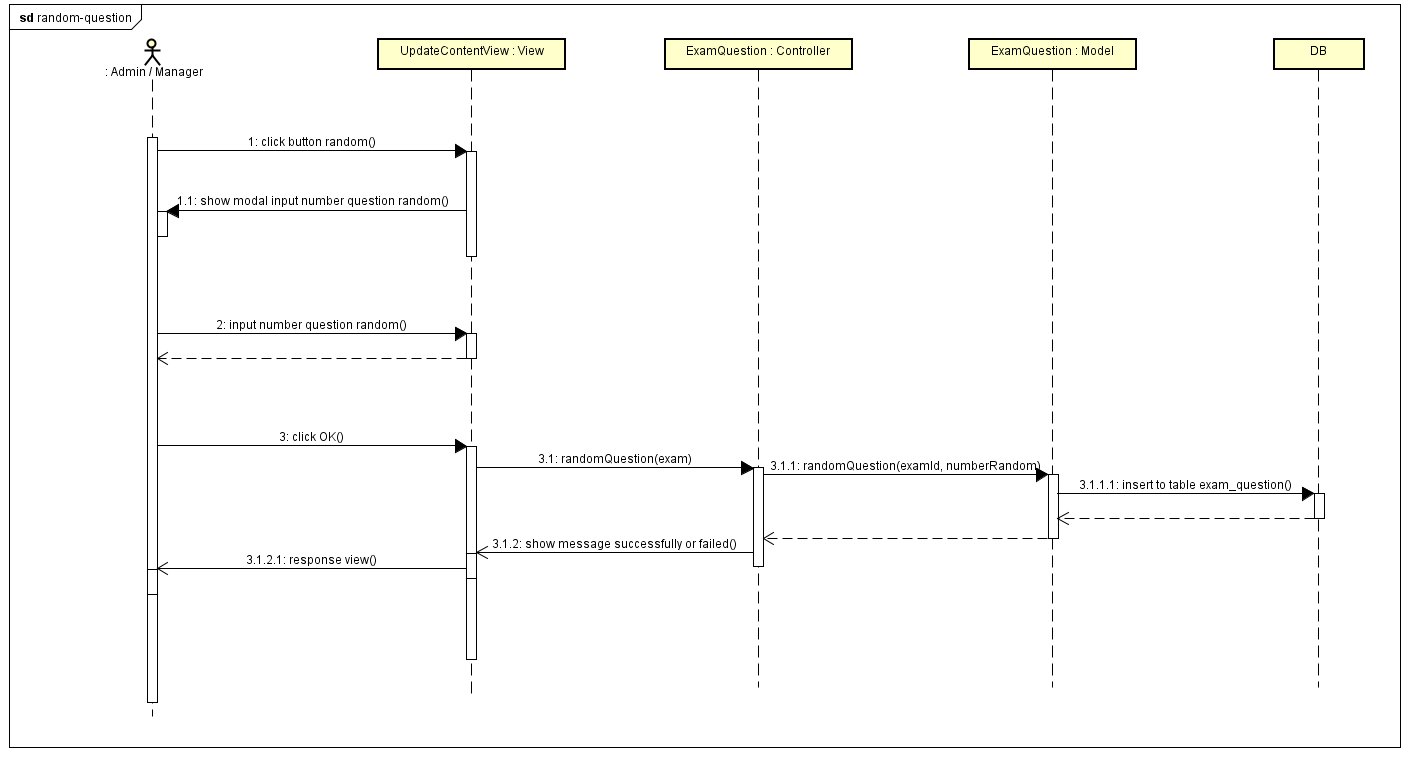 sd random-question
: Admin / Manager
UpdateContentView : View
ExamQuestion : Controller
ExamQuestion : Model
DB
1: click button random()
1.1: show modal input number question random()
2: input number question random()
3: click OK()
3.1: randomQuestion(exam)
3.1.1: randomQuestion(examId, numberRandom)
3.1.1.1: insert to table exam_question()
3.1.2: show message successfully or failed()
3.1.2.1: response view()